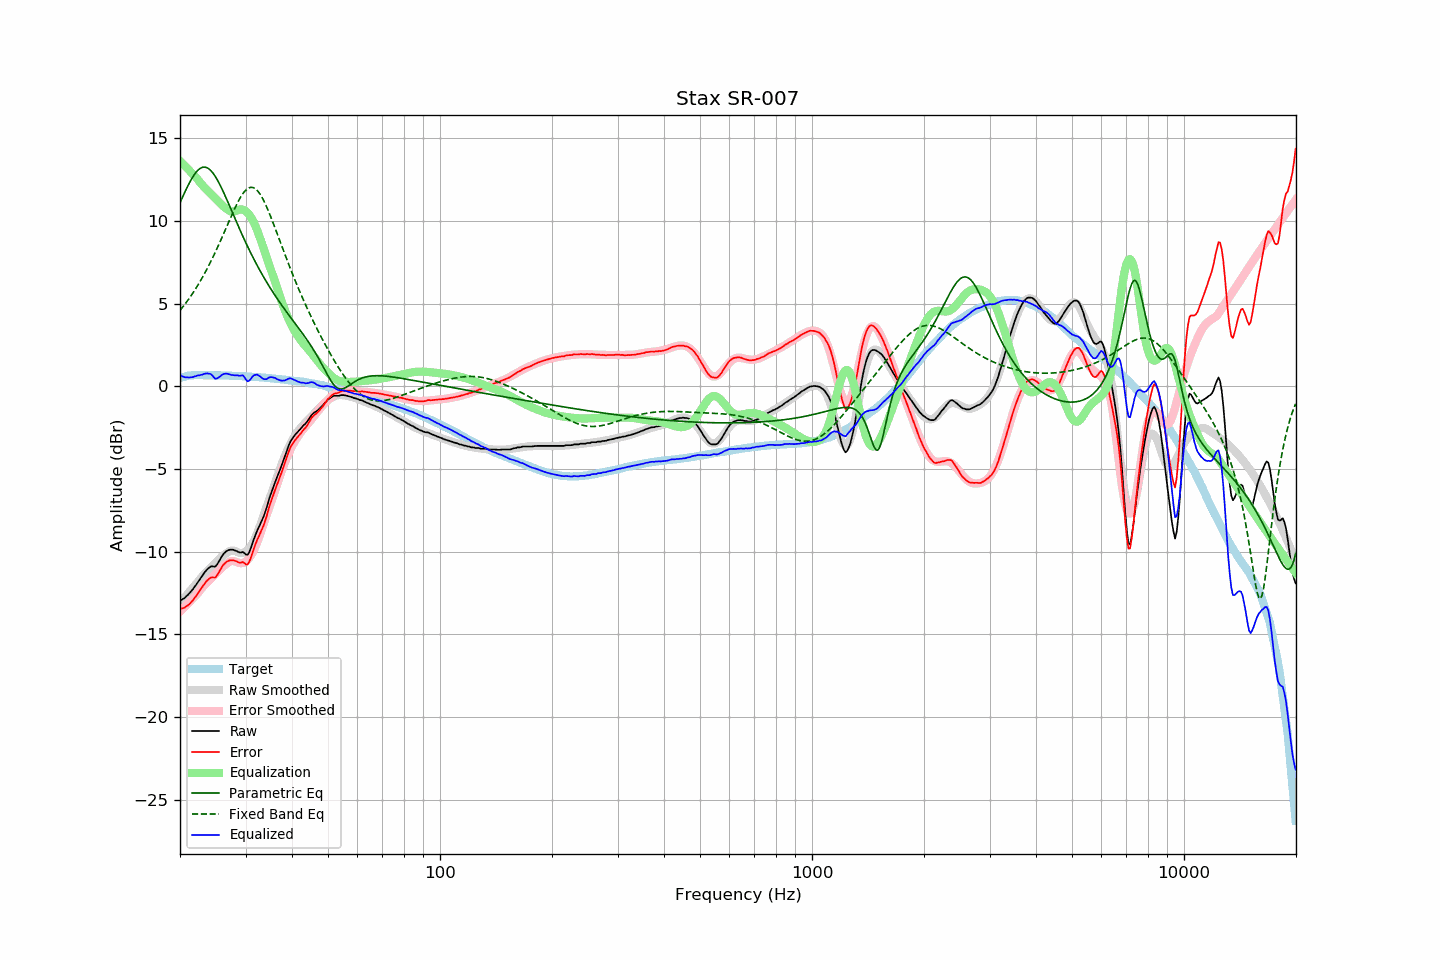 Stax SR-007
Amplitude (dBr)
15
10
5
0
−5
−10
−15
−20
−25
Target
Raw Smoothed
Error Smoothed
Raw
Error
Equalization
Parametric Eq
Fixed Band Eq
Equalized
100
1000
10000
Frequency (Hz)